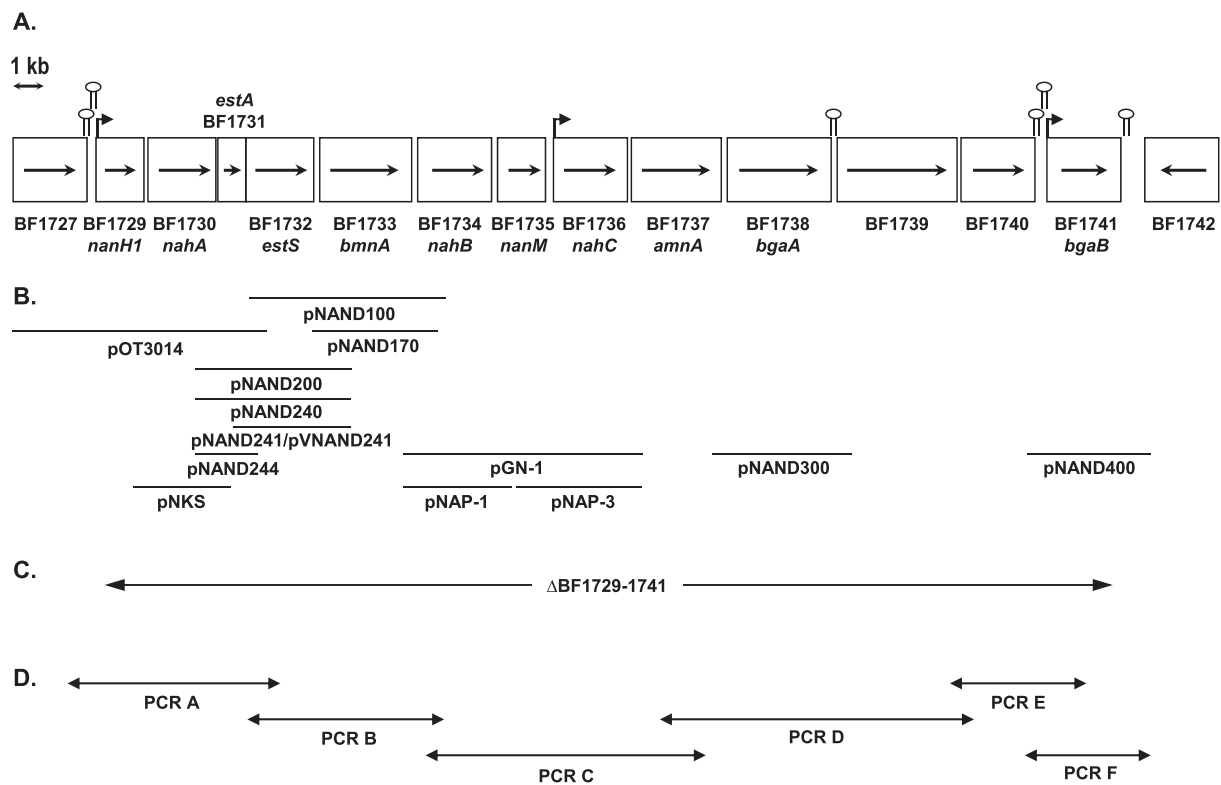 A.
1 kb
estA
BF1731
BF1727 BF1729 BF1730 BF1732 BF1733 BF1734 BF1735 BF1736 BF1737 BF1738 BF1739 BF1740 BF1741 BF1742
nanH1 nahA estS bmnA nahB nanM nahC amnA bgaA bgaB
B.
pNAND100
pOT3014 pNAND170
pNAND200
pNAND240
pNAND241/pVNAND241
pNAND244 pGN-1 pNAND300 pNAND400
pNKS pNAP-1 pNAP-3
C.
ΔBF1729-1741
D.
PCR A PCR E
PCR B PCR D
PCR C PCR F